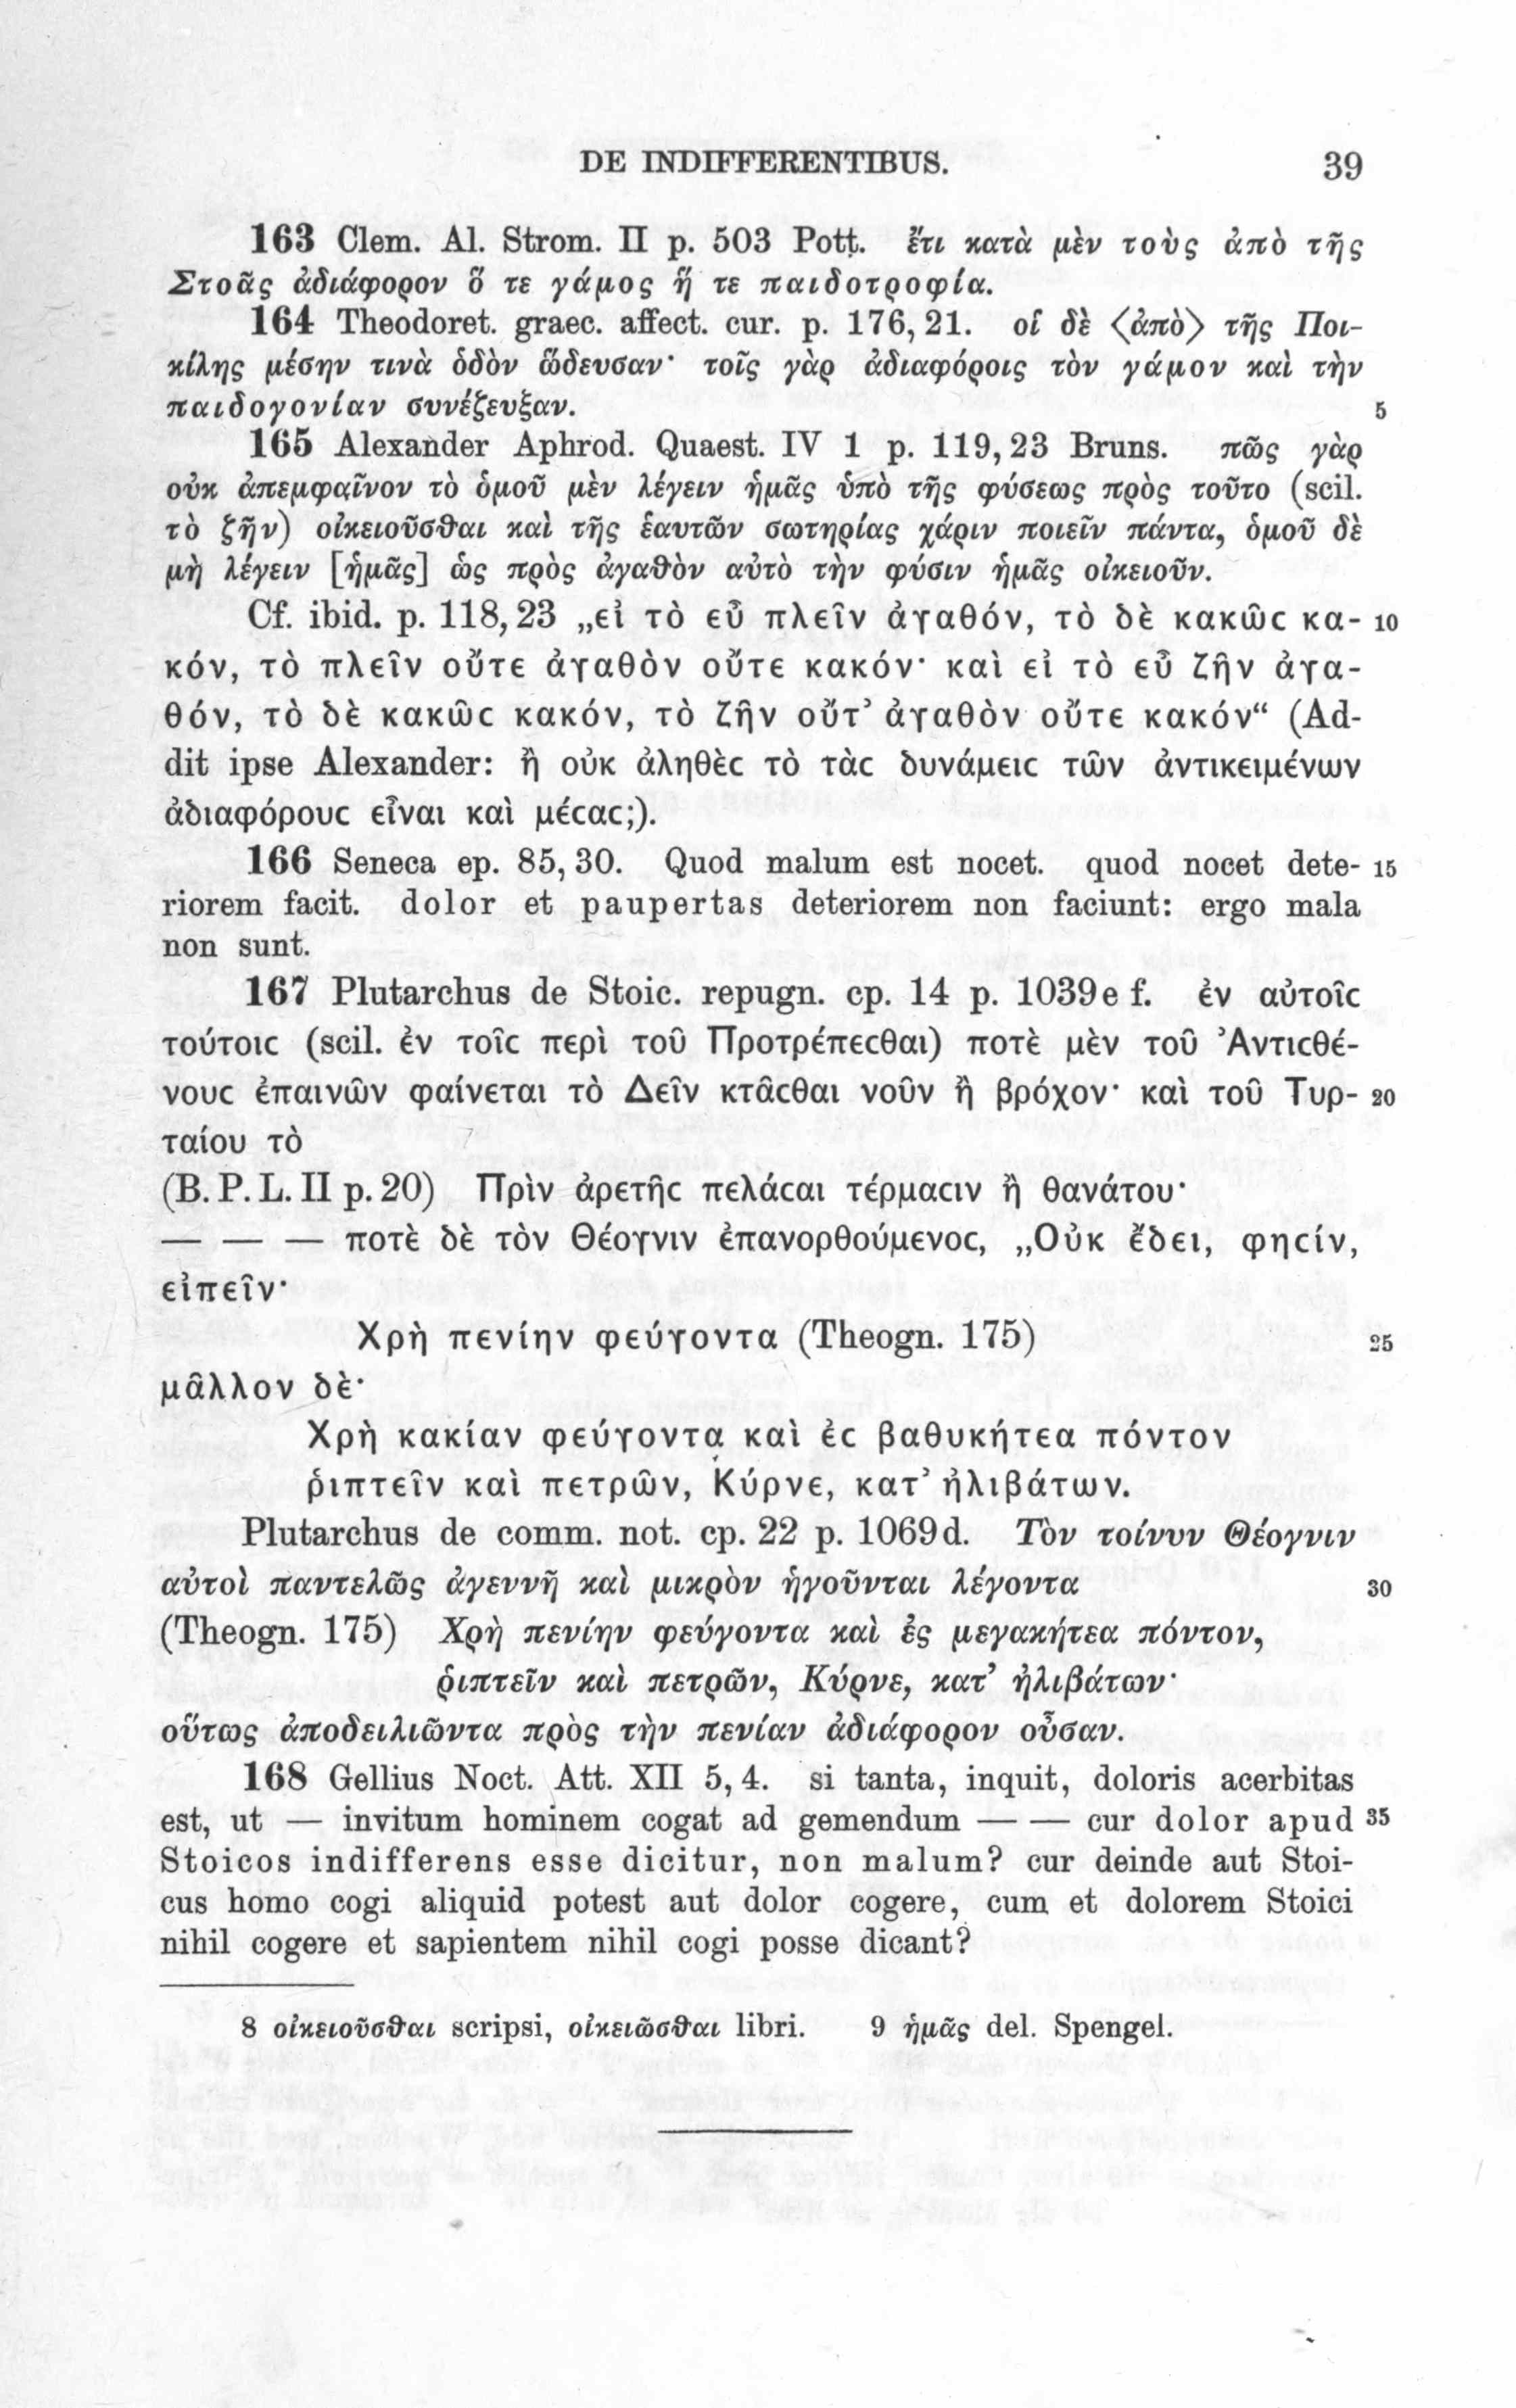 DE INDIFFERENTIBUS. 39
163 Clem. Al. Strom. II p. 503 Pott. ἔτι κατὰ μὲν τοὺς ἀπὸ τῆς
Στοᾶς ἀδιάφορον ὅ τε γάμος ἥ τε παιδοτροφία.
164 Theodoret. graec. affect. cur. p. 176, 21. οἱ δὲ ⟨ἀπὸ⟩ τῆς Ποι-
κίλης μέσην τινὰ ὁδὸν ὥδευσαν· τοῖς γὰρ ἀδιαφόροις τὸν γάμον καὶ τὴν
παιδογονίαν συνέζευξαν. 5
165 Alexander Aphrod. Quaest. IV 1 p. 119, 23 Bruns. πῶς γὰρ
οὐκ ἀπεμφαῖνον τὸ ὁμοῦ μὲν λέγειν ἡμᾶς ὑπὸ τῆς φύσεως πρὸς τοῦτο (scil.
τὸ ζῆν) οἰκειοῦσθαι καὶ τῆς ἑαυτῶν σωτηρίας χάριν ποιεῖν πάντα, ὁμοῦ δὲ
μὴ λέγειν [ἡμᾶς] ὡς πρὸς ἀγαθὸν αὐτὸ τὴν φύσιν ἡμᾶς οἰκειοῦν.
Cf. ibid. p. 118, 23 „εἰ τὸ εὖ πλεῖν ἀγαθόν, τὸ δὲ κακῶϲ κα- 10
κόν, τὸ πλεῖν οὔτε ἀγαθὸν οὔτε κακόν· καὶ εἰ τὸ εὖ ζῆν ἀγα-
θόν, τὸ δὲ κακῶϲ κακόν, τὸ ζῆν οὔτ’ ἀγαθὸν οὔτε κακόν“ (Ad-
dit ipse Alexander: ἢ οὐκ ἀληθὲϲ τὸ τὰϲ δυνάμειϲ τῶν ἀντικειμένων
ἀδιαφόρουϲ εἶναι καὶ μέϲαϲ;).
166 Seneca ep. 85, 30. Quod malum est nocet. quod nocet dete- 15
riorem facit. dolor et paupertas deteriorem non faciunt: ergo mala
non sunt.
167 Plutarchus de Stoic. repugn. cp. 14 p. 1039 e f. ἐν αὐτοῖϲ
τούτοιϲ (scil. ἐν τοῖϲ περὶ τοῦ Προτρέπεϲθαι) ποτὲ μὲν τοῦ Ἀντιϲθέ-
νουϲ ἐπαινῶν φαίνεται τὸ Δεῖν κτᾶϲθαι νοῦν ἢ βρόχον· καὶ τοῦ Τυρ- 20
ταίου τὸ
(B. P. L. II p. 20) Πρὶν ἀρετῆϲ πελάϲαι τέρμαϲιν ἢ θανάτου·
— — — ποτὲ δὲ τὸν Θέογνιν ἐπανορθούμενοϲ, „Οὐκ ἔδει, φηϲίν,
εἰπεῖν·
Χρὴ πενίην φεύγοντα (Theogn. 175) 25
μᾶλλον δὲ·
Χρὴ κακίαν φεύγοντα καὶ ἐϲ βαθυκήτεα πόντον
ῥιπτεῖν καὶ πετρῶν, Κύρνε, κατ’ ἠλιβάτων.
Plutarchus de comm. not. cp. 22 p. 1069 d. Τὸν τοίνυν Θέογνιν
αὐτοὶ παντελῶς ἀγεννῆ καὶ μικρὸν ἡγοῦνται λέγοντα 30
(Theogn. 175) Χρὴ πενίην φεύγοντα καὶ ἐς μεγακήτεα πόντον,
ῥιπτεῖν καὶ πετρῶν, Κύρνε, κατ’ ἠλιβάτων·
οὕτως ἀποδειλιῶντα πρὸς τὴν πενίαν ἀδιάφορον οὖσαν.
168 Gellius Noct. Att. XII 5, 4. si tanta, inquit, doloris acerbitas
est, ut — invitum hominem cogat ad gemendum — — cur dolor apud 35
Stoicos indifferens esse dicitur, non malum? cur deinde aut Stoi-
cus homo cogi aliquid potest aut dolor cogere, cum et dolorem Stoici
nihil cogere et sapientem nihil cogi posse dicant?
8 οἰκειοῦσθαι scripsi, οἰκειῶσθαι libri. 9 ἡμᾶς del. Spengel.